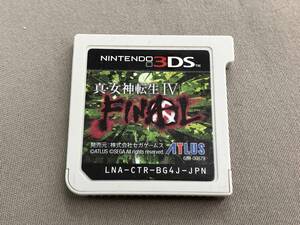 NINTENDO 3DS™
真・女神転生IV
FINAL
発売元：株式会社セガゲームス
©ATLUS ©SEGA All rights reserved.
ATLUS
LNA-CTR-BG4J-JPN